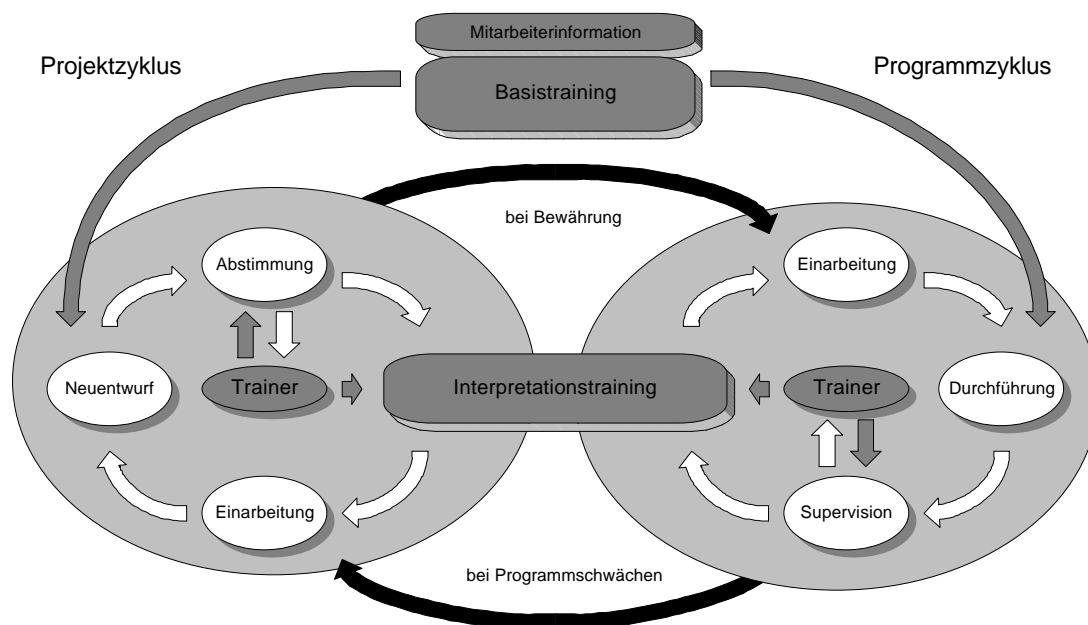 Mitarbeiterinformation
Projektzyklus
Programmzyklus
Basistraining
bei Bewährung
Abstimmung
Einarbeitung
Neuentwurf
Trainer
Interpretationstraining
Trainer
Durchführung
Einarbeitung
Supervision
bei Programmschwächen